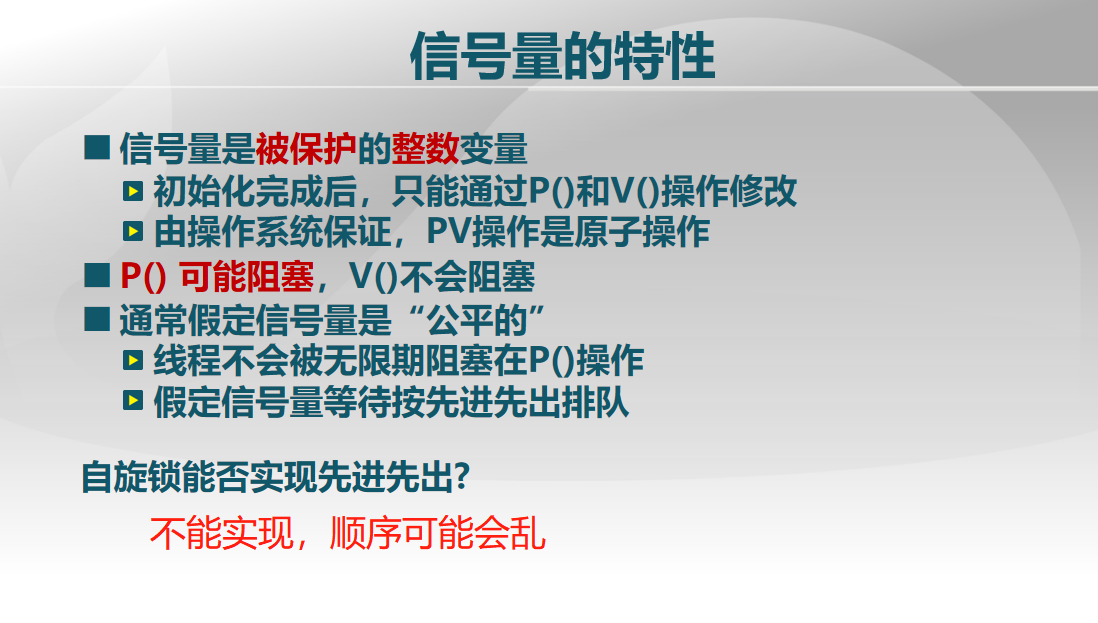 信号量的特性
信号量是被保护的整数变量
初始化完成后，只能通过P()和V()操作修改
由操作系统保证，PV操作是原子操作
P() 可能阻塞，V()不会阻塞
通常假定信号量是“公平的”
线程不会被无限期阻塞在P()操作
假定信号量等待按先进先出排队
自旋锁能否实现先进先出?
不能实现，顺序可能会乱